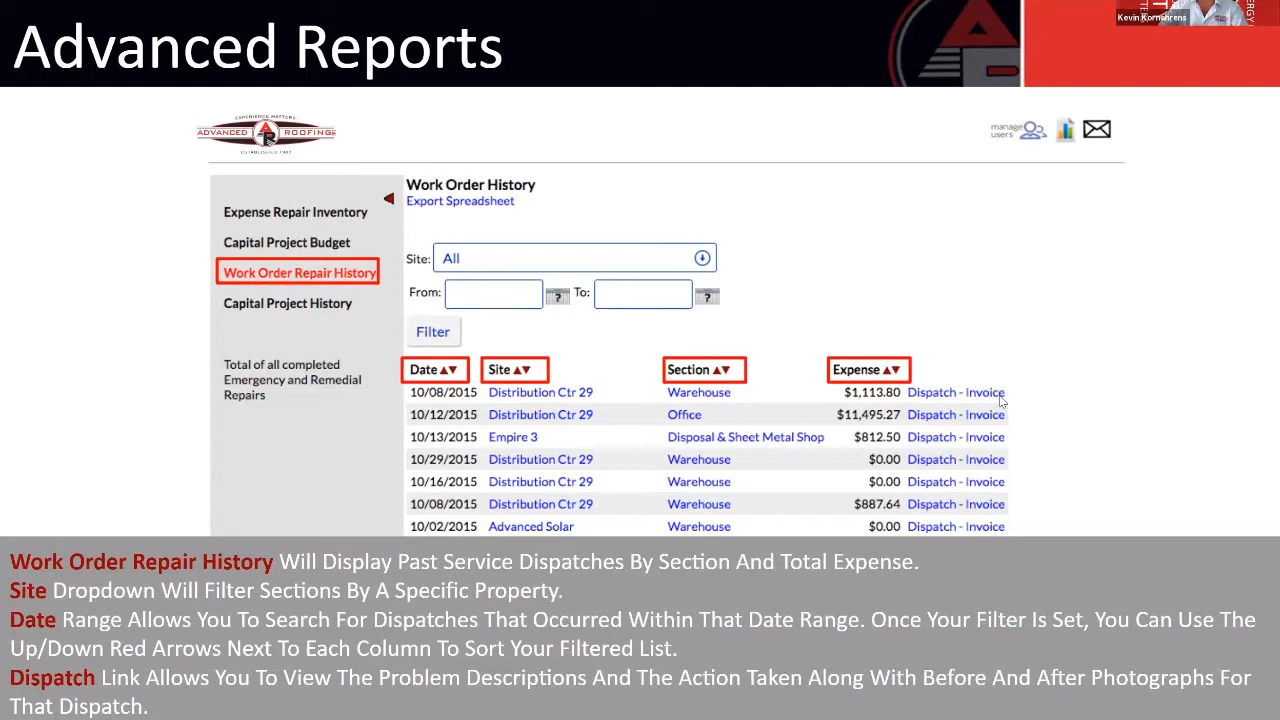 Advanced Reports
Kevin Kornahrens
EXPERIENCE MATTERS
ADVANCED ROOFING INC
ESTABLISHED 1983
manage
users
Expense Repair Inventory
Capital Project Budget
Work Order Repair History
Capital Project History
Total of all completed
Emergency and Remedial
Repairs
Work Order History
Export Spreadsheet
Site: All
From: ? To: ?
Filter
Date Site Section Expense
10/08/2015 Distribution Ctr 29 Warehouse $1,113.80 Dispatch - Invoice
10/12/2015 Distribution Ctr 29 Office $11,495.27 Dispatch - Invoice
10/13/2015 Empire 3 Disposal & Sheet Metal Shop $812.50 Dispatch - Invoice
10/29/2015 Distribution Ctr 29 Warehouse $0.00 Dispatch - Invoice
10/16/2015 Distribution Ctr 29 Warehouse $0.00 Dispatch - Invoice
10/08/2015 Distribution Ctr 29 Warehouse $887.64 Dispatch - Invoice
10/02/2015 Advanced Solar Warehouse $0.00 Dispatch - Invoice
Work Order Repair History Will Display Past Service Dispatches By Section And Total Expense.
Site Dropdown Will Filter Sections By A Specific Property.
Date Range Allows You To Search For Dispatches That Occurred Within That Date Range. Once Your Filter Is Set, You Can Use The
Up/Down Red Arrows Next To Each Column To Sort Your Filtered List.
Dispatch Link Allows You To View The Problem Descriptions And The Action Taken Along With Before And After Photographs For
That Dispatch.